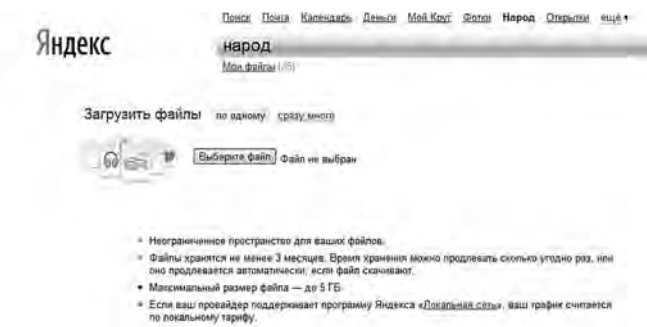 Поиск Почта Календарь Деньги Мой Круг Фотки Народ Открытки ещё
Яндекс
народ
Мои файлы
Загрузить файлы по одному сразу много
Выберите файл Файл не выбран
Неограниченное пространство для ваших файлов.
Файлы хранятся не менее 3 месяцев. Время хранения можно продлевать сколько угодно раз, или
оно продлевается автоматически, если файл скачивают.
Максимальный размер файла — до 5 ГБ
Если ваш провайдер поддерживает программу Яндекса «Локальная сеть», ваш трафик считается
по локальному тарифу.